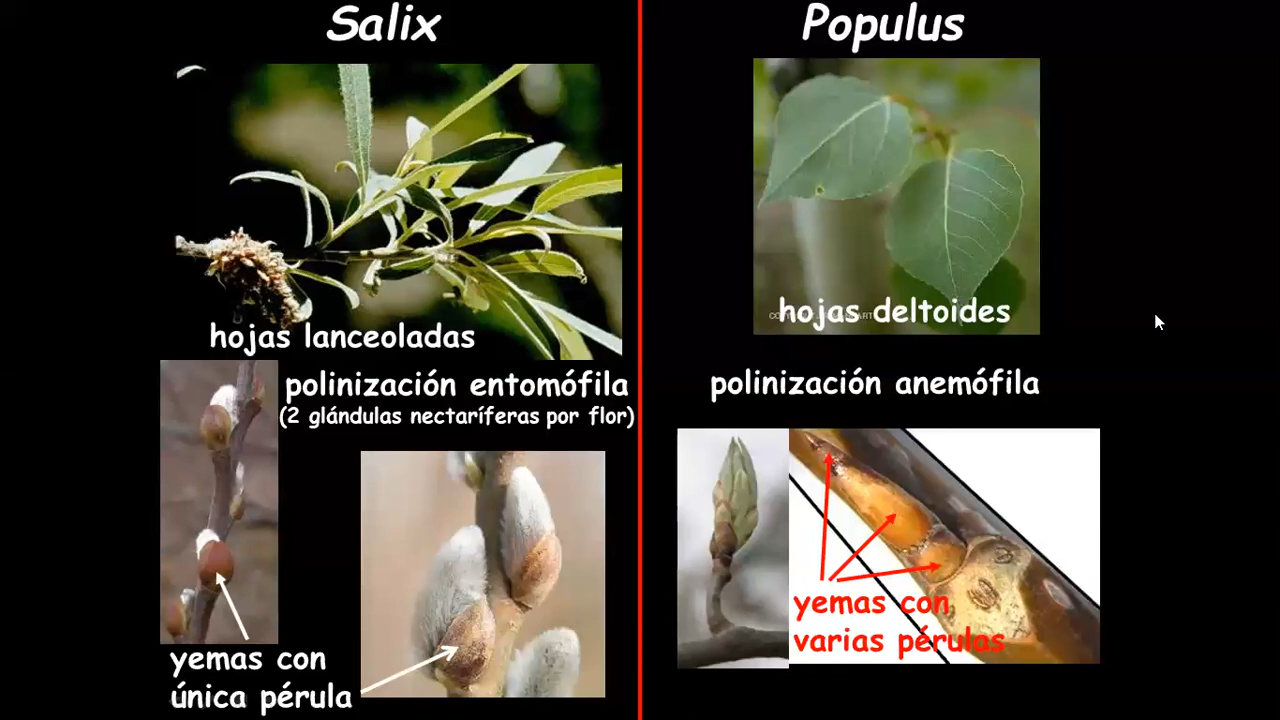 Salix
hojas lanceoladas
polinización entomófila
(2 glándulas nectaríferas por flor)
yemas con
única pérula
Populus
hojas deltoides
polinización anemófila
yemas con
varias pérulas